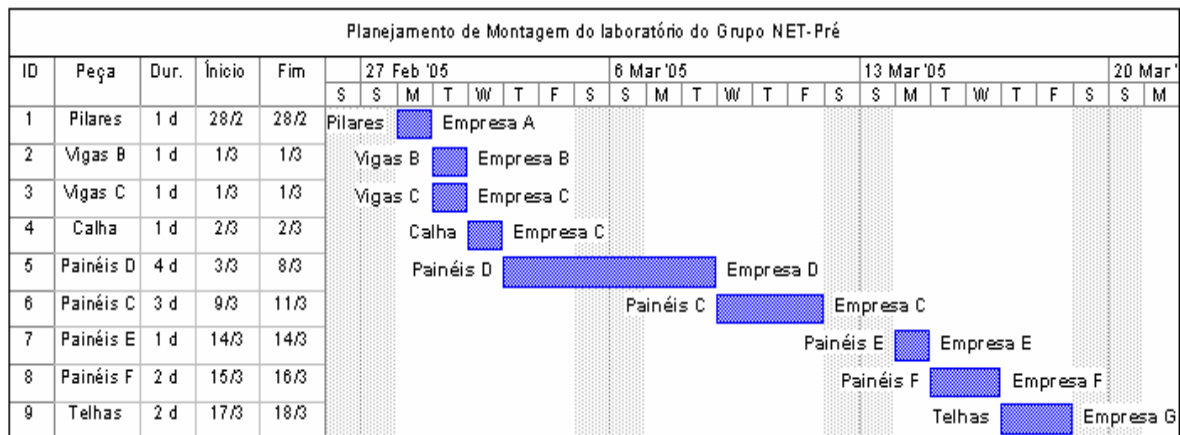 Planejamento de Montagem do laboratório do Grupo NET-Pré
ID Peça Dur. Ínicio Fim 27 Feb '05 6 Mar '05 13 Mar '05 20 Mar '
S S M T W T F S S M T W T F S S M T W T F S S M
1 Pilares 1 d 28/2 28/2 Pilares Empresa A
2 Vigas B 1 d 1/3 1/3 Vigas B Empresa B
3 Vigas C 1 d 1/3 1/3 Vigas C Empresa C
4 Calha 1 d 2/3 2/3 Calha Empresa C
5 Painéis D 4 d 3/3 8/3 Painéis D Empresa D
6 Painéis C 3 d 9/3 11/3 Painéis C Empresa C
7 Painéis E 1 d 14/3 14/3 Painéis E Empresa E
8 Painéis F 2 d 15/3 16/3 Painéis F Empresa F
9 Telhas 2 d 17/3 18/3 Telhas Empresa G